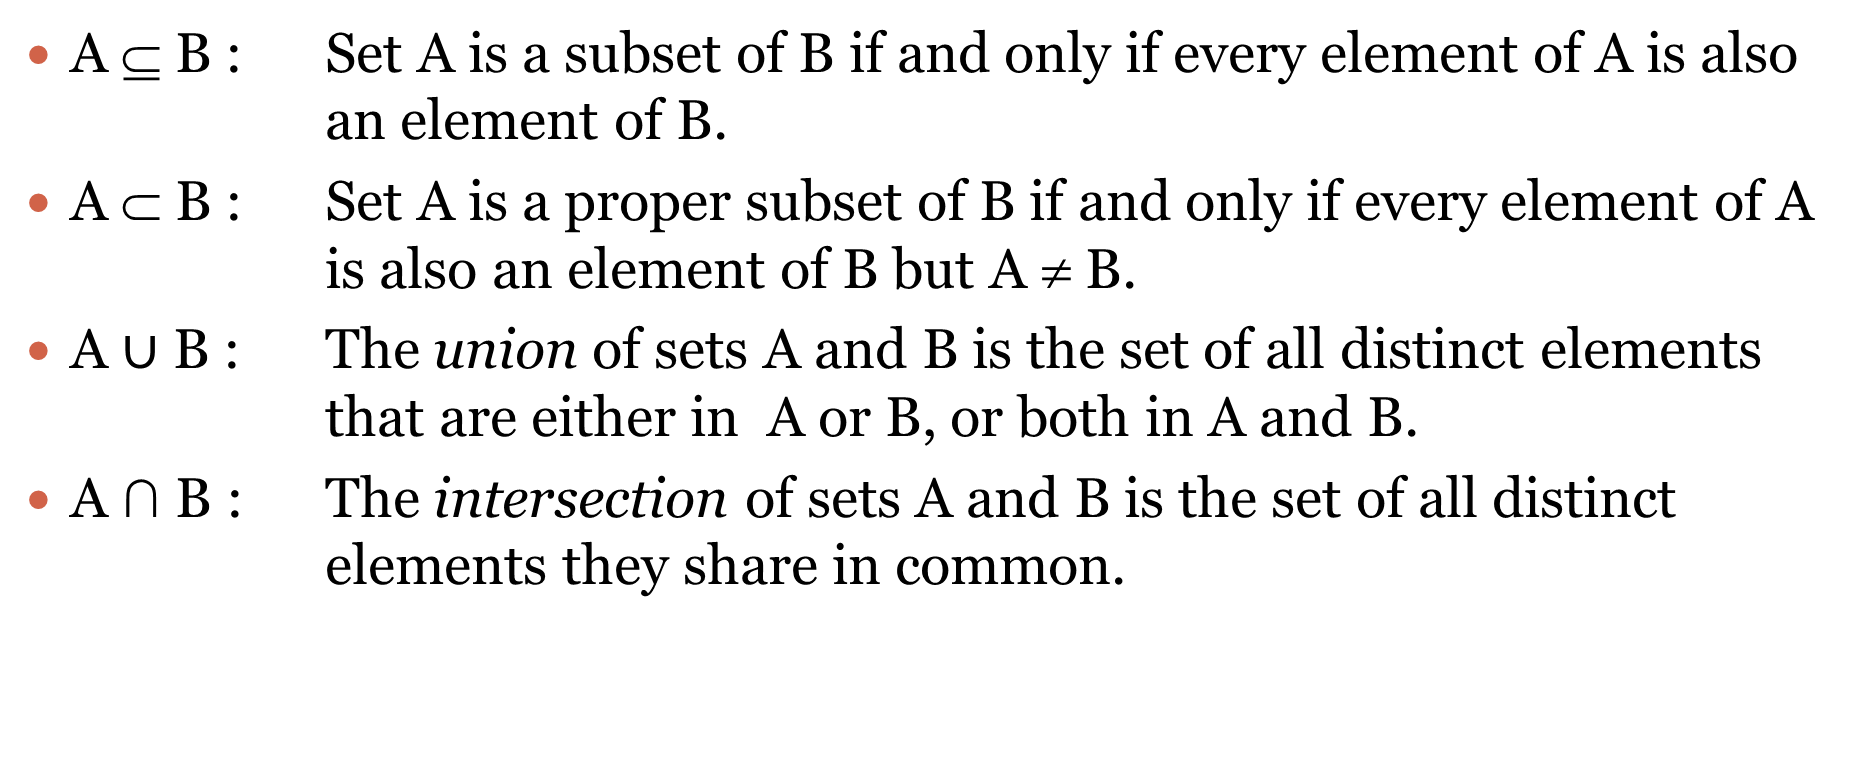 • A ⊆ B : Set A is a subset of B if and only if every element of A is also
an element of B.
• A ⊂ B : Set A is a proper subset of B if and only if every element of A
is also an element of B but A ≠ B.
• A ∪ B : The union of sets A and B is the set of all distinct elements
that are either in  A or B, or both in A and B.
• A ∩ B : The intersection of sets A and B is the set of all distinct
elements they share in common.